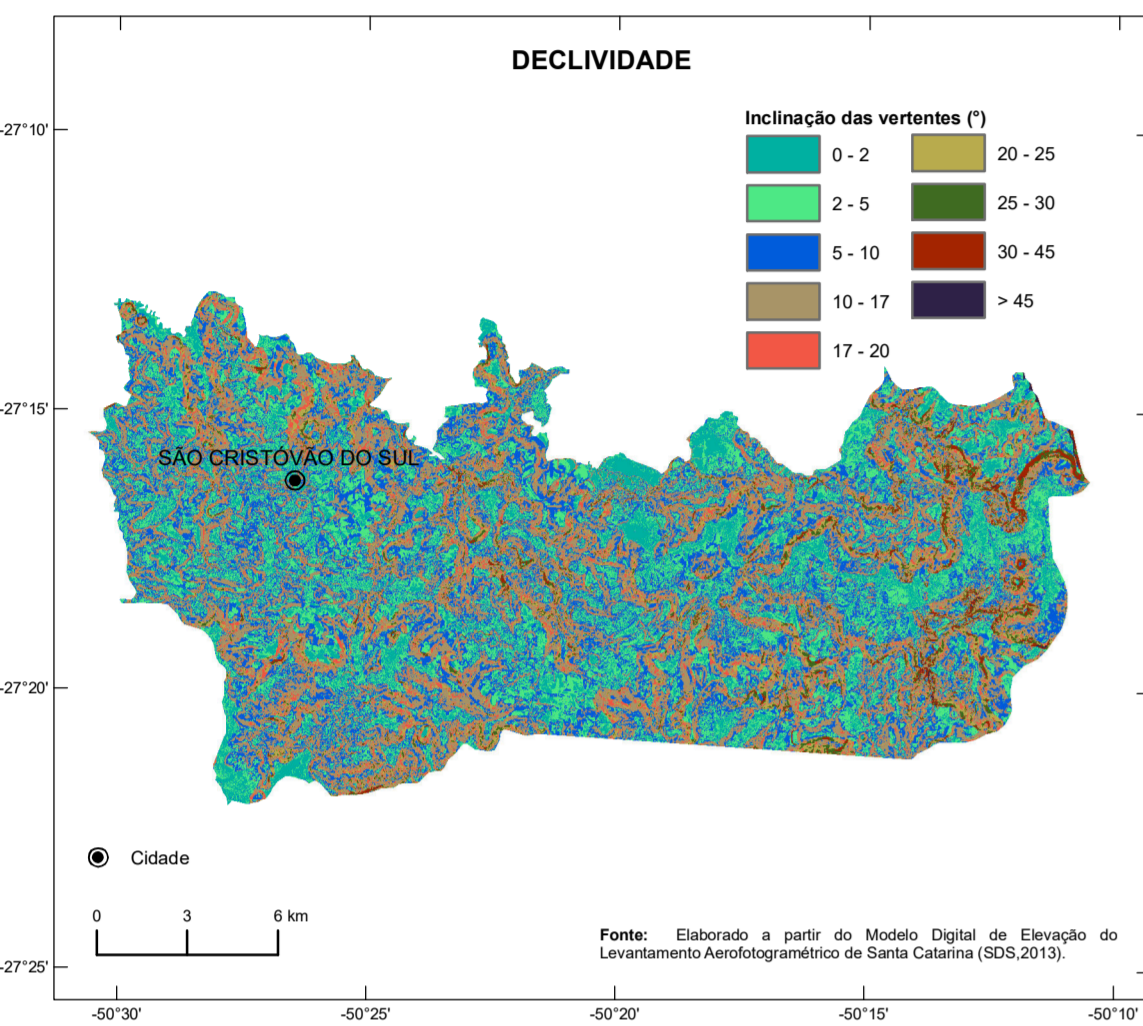 DECLIVIDADE
Inclinação das vertentes (°)
0 - 2
2 - 5
5 - 10
10 - 17
17 - 20
20 - 25
25 - 30
30 - 45
> 45
-27°10'
-27°15'
-27°20'
-27°25'
SÃO CRISTÓVÃO DO SUL
Cidade
0 3 6 km
Fonte: Elaborado a partir do Modelo Digital de Elevação do
Levantamento Aerofotogramétrico de Santa Catarina (SDS,2013).
-50°30' -50°25' -50°20' -50°15' -50°10'